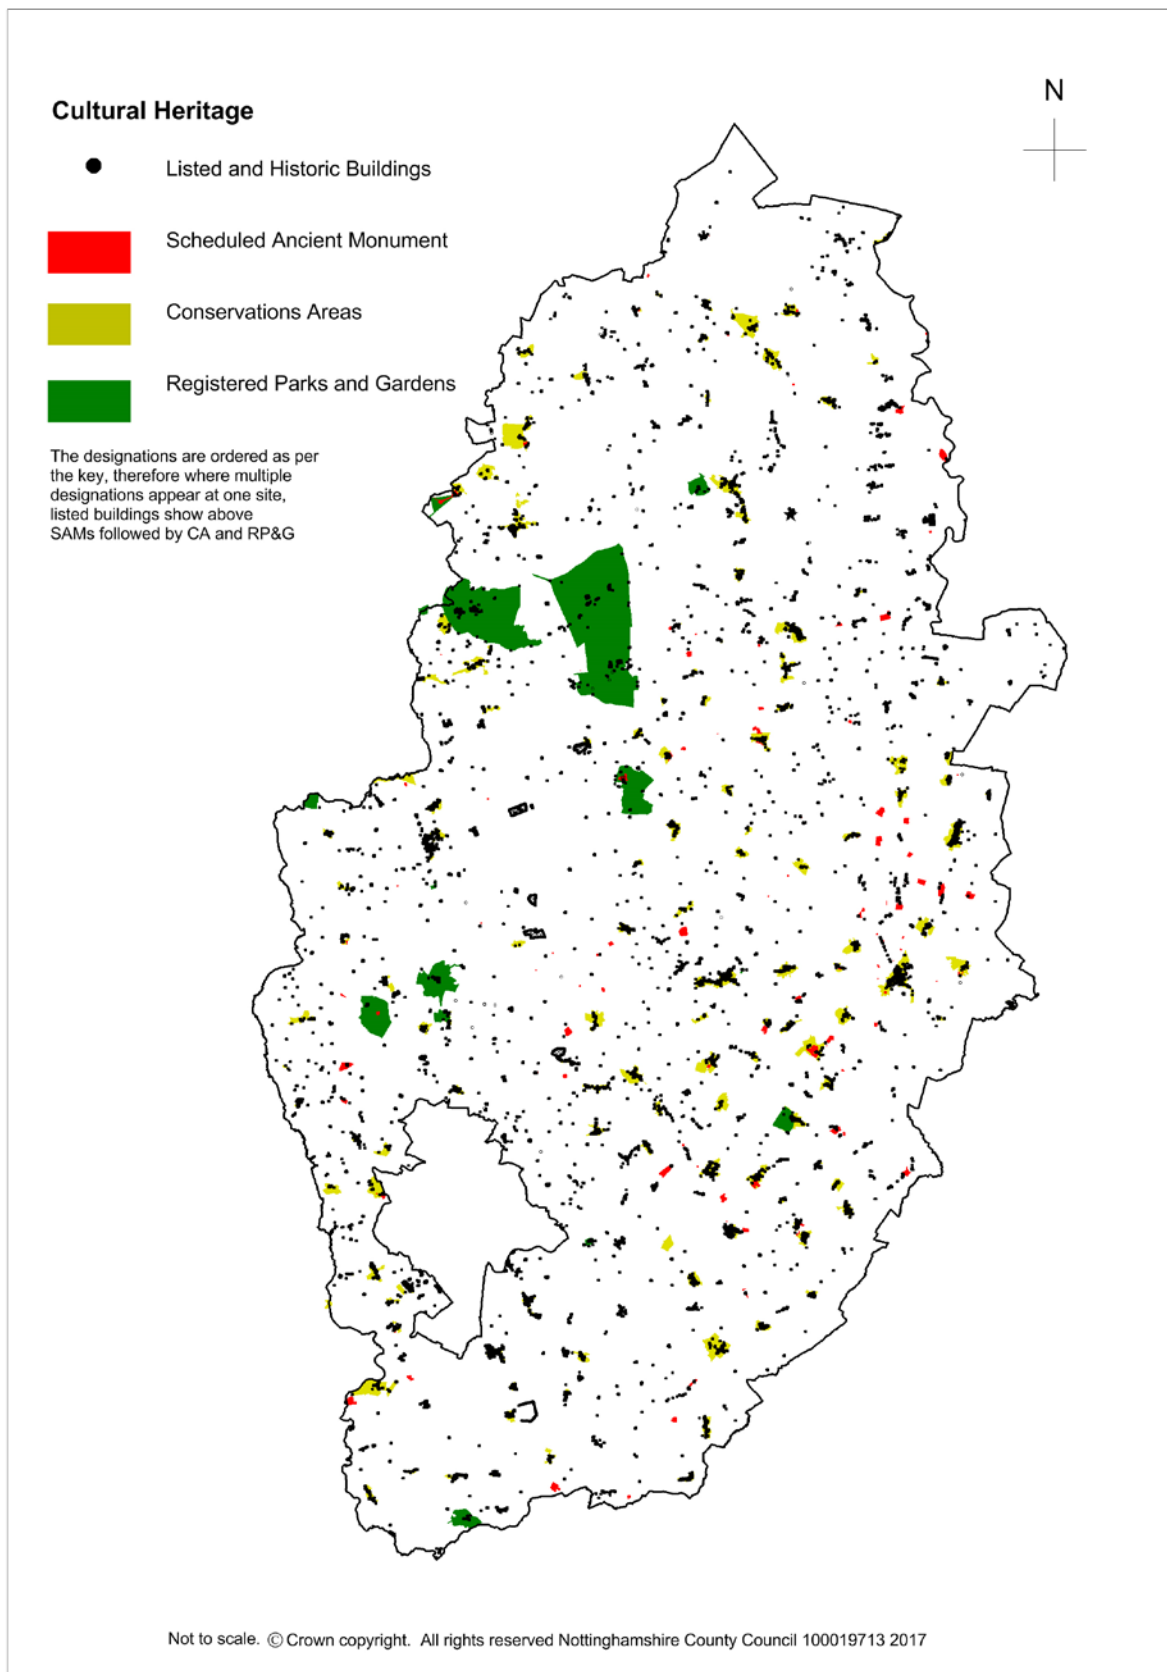 N
Cultural Heritage
Listed and Historic Buildings
Scheduled Ancient Monument
Conservations Areas
Registered Parks and Gardens
The designations are ordered as per
the key, therefore where multiple
designations appear at one site,
listed buildings show above
SAMs followed by CA and RP&G
Not to scale. © Crown copyright. All rights reserved Nottinghamshire County Council 100019713 2017